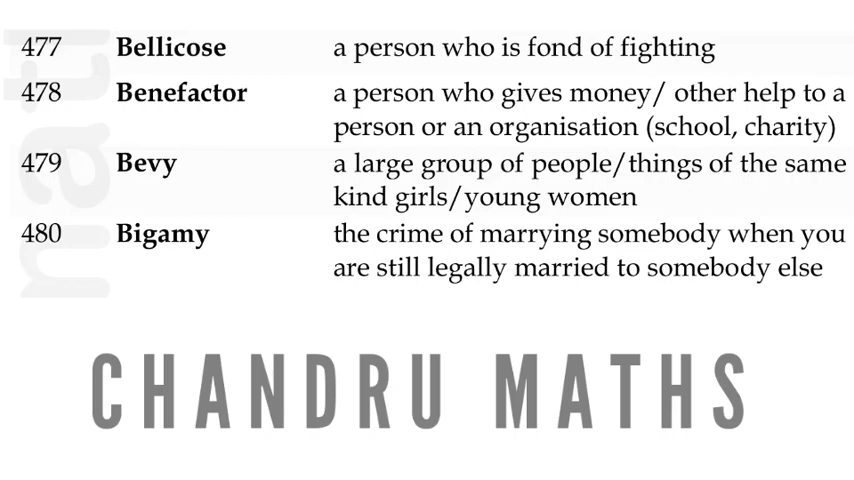 477 Bellicose a person who is fond of fighting
478 Benefactor a person who gives money/ other help to a
person or an organisation (school, charity)
479 Bevy a large group of people/things of the same
kind girls/young women
480 Bigamy the crime of marrying somebody when you
are still legally married to somebody else
CHANDRU MATHS